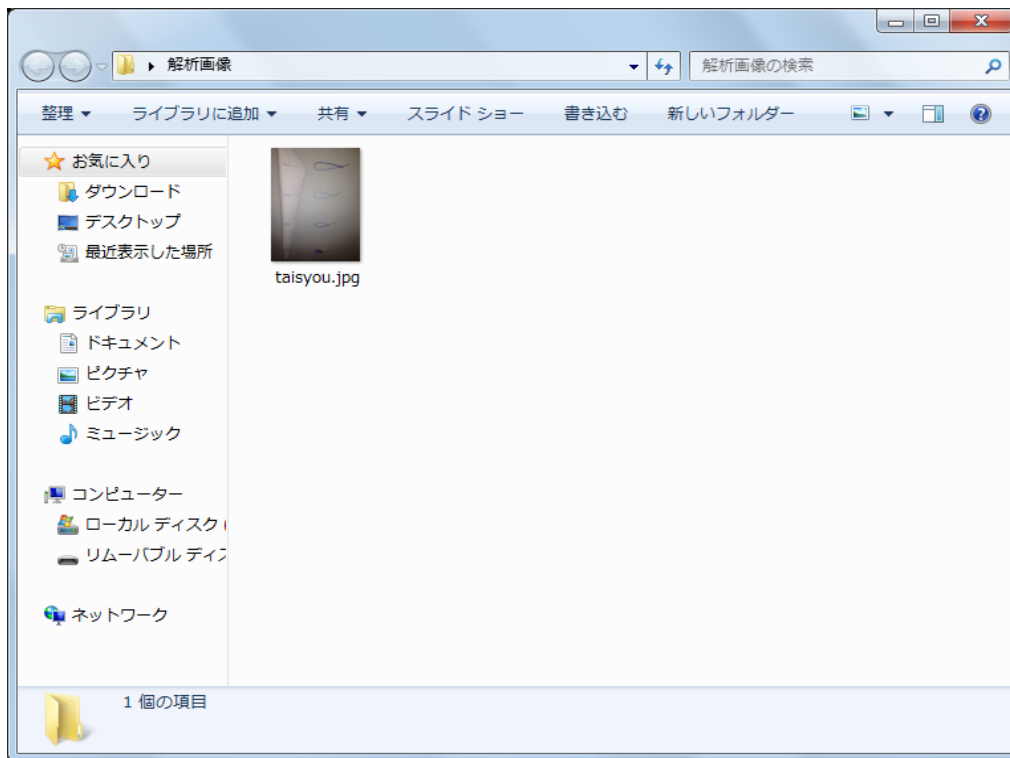 解析画像
解析画像の検索
整理 ライブラリに追加 共有 スライド ショー 書き込む 新しいフォルダー
お気に入り
ダウンロード
デスクトップ
最近表示した場所
taisyou.jpg
ライブラリ
ドキュメント
ピクチャ
ビデオ
ミュージック
コンピューター
ローカル ディスク (
リムーバブル ディス
ネットワーク
1 個の項目